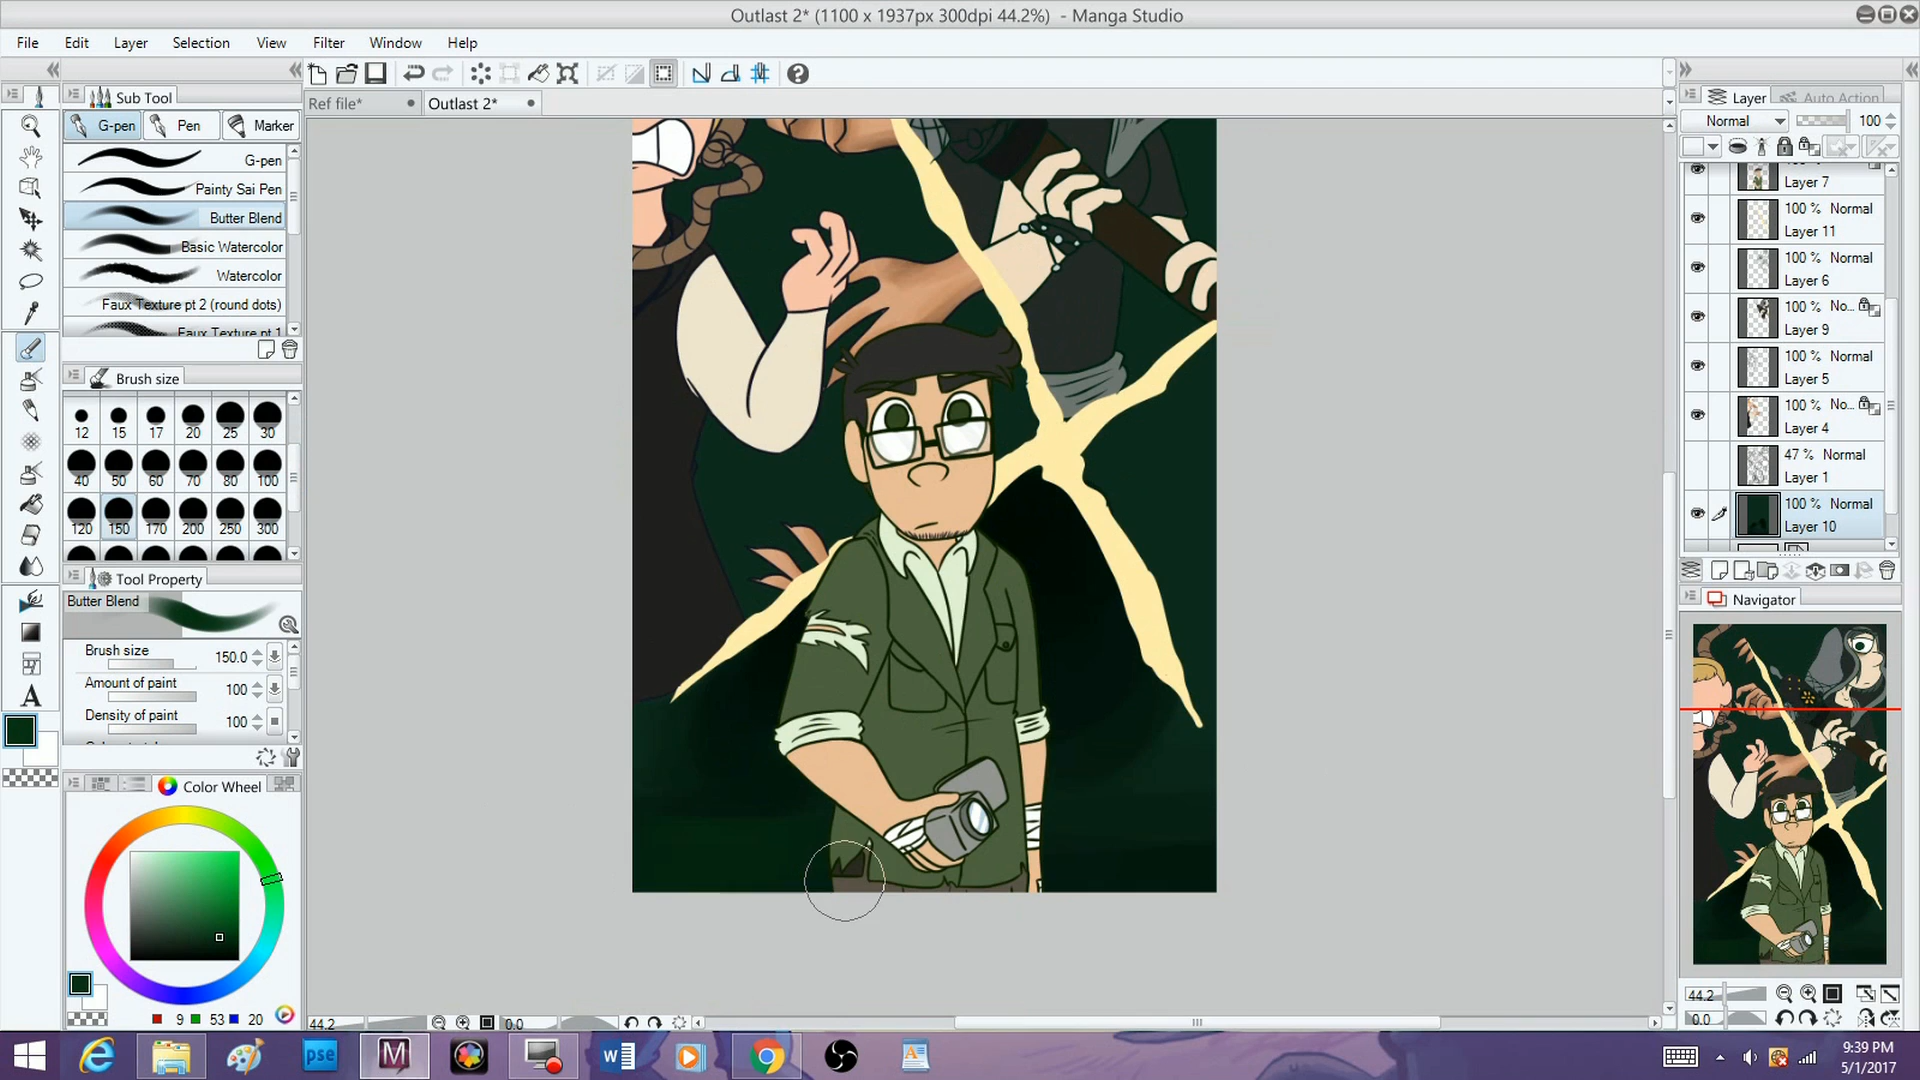 Outlast 2* (1100 x 1937px 300dpi 44.2%) - Manga Studio
File Edit Layer Selection View Filter Window Help
Ref file* Outlast 2*
Sub Tool
G-pen Pen Marker
G-pen
Painty Sai Pen
Butter Blend
Basic Watercolor
Watercolor
Faux Texture pt 2 (round dots)
Faux Texture pt 1
Brush size
12 15 17 20 25 30
40 50 60 70 80 100
120 150 170 200 250 300
Tool Property
Butter Blend
Brush size 150.0
Amount of paint 100
Density of paint 100
Color Wheel
9 53 20
44.2 0.0
Layer Auto Action
Normal 100
Layer 7
100 % Normal
Layer 11
100 % Normal
Layer 6
100 % No...
Layer 9
100 % Normal
Layer 5
100 % No...
Layer 4
47 % Normal
Layer 1
100 % Normal
Layer 10
Navigator
44.2
0.0
pse
9:39 PM
5/1/2017